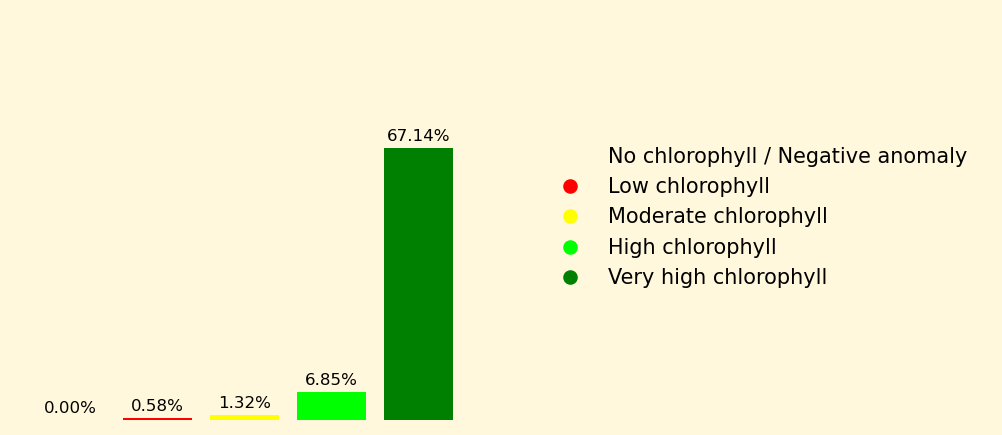 67.14%
No chlorophyll / Negative anomaly
Low chlorophyll
Moderate chlorophyll
High chlorophyll
Very high chlorophyll
6.85%
1.32%
0.58%
0.00%